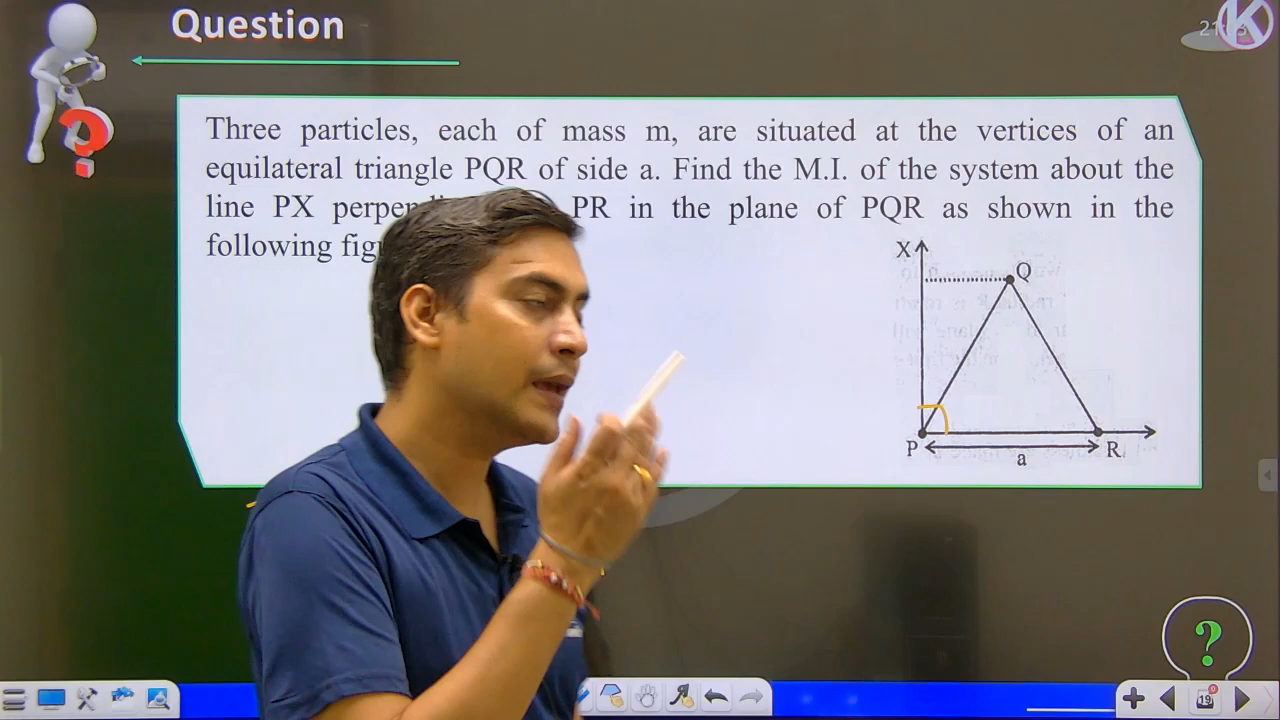 Question
Three particles, each of mass m, are situated at the vertices of an
equilateral triangle PQR of side a. Find the M.I. of the system about the
line PX PR in the plane of PQR as shown in the
following
X
Q
P
R
a
K
?
19